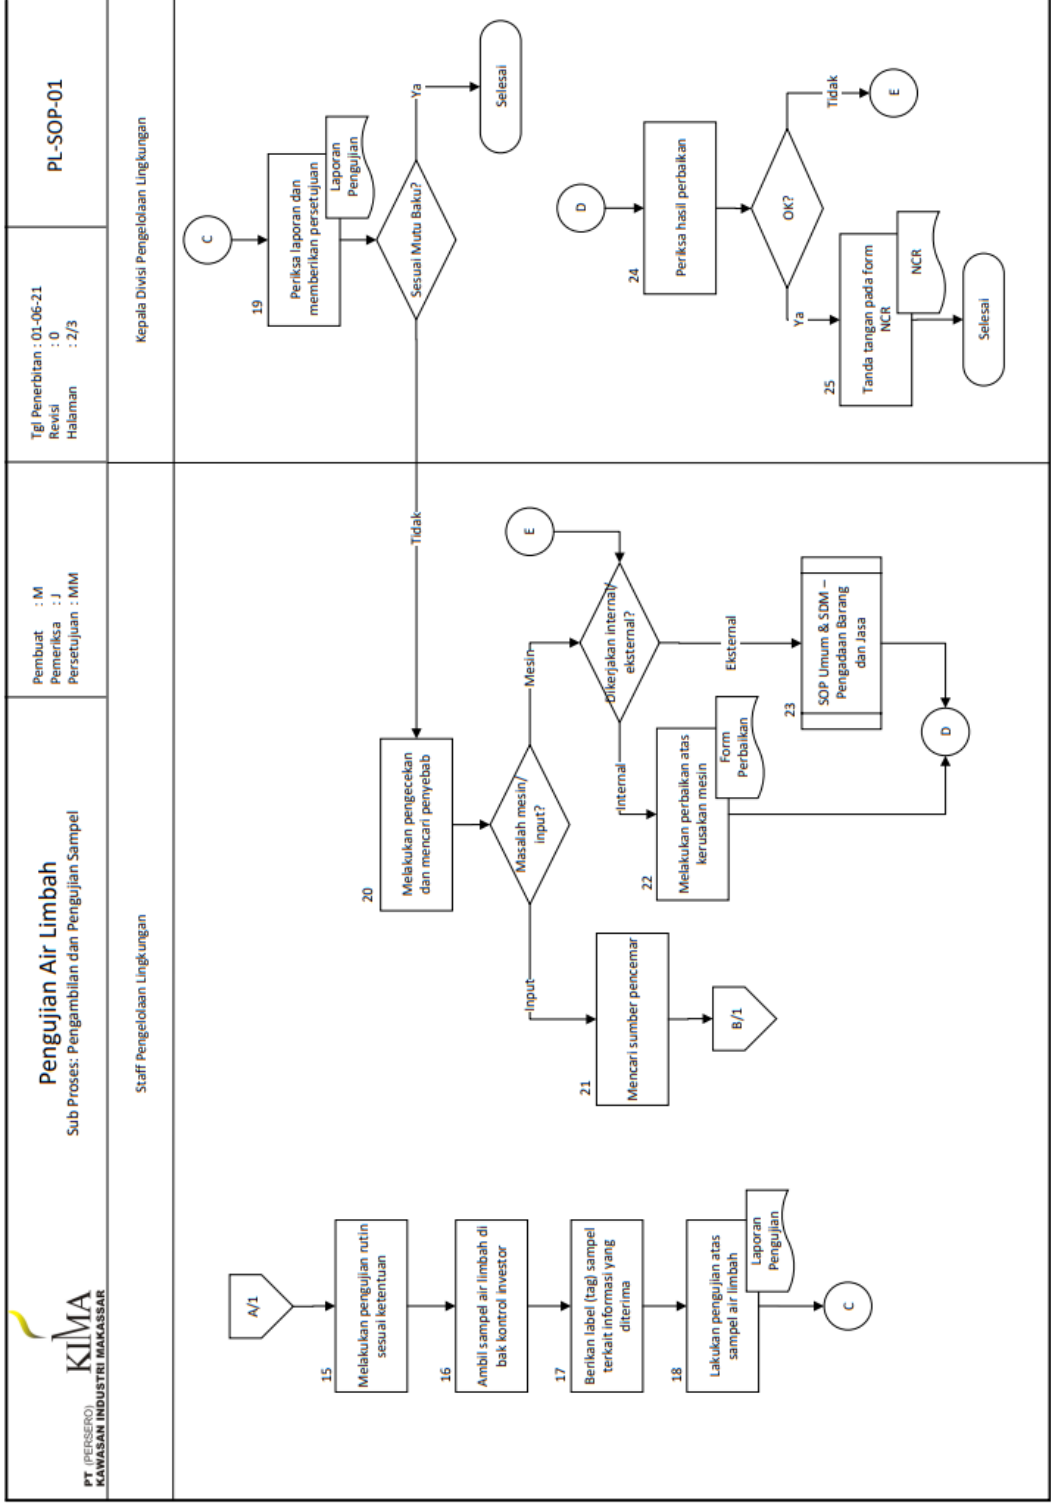 PT (PERSERO)
KIMA
KAWASAN INDUSTRI MAKASSAR
Pengujian Air Limbah
Sub Proses: Pengambilan dan Pengujian Sampel
Pembuat : M
Pemeriksa : J
Persetujuan : MM
Tgl Penerbitan : 01-06-21
Revisi : 0
Halaman : 2/3
PL-SOP-01
Staff Pengelolaan Lingkungan
Kepala Divisi Pengelolaan Lingkungan
A/1
15
Melakukan pengujian rutin
sesuai ketentuan
16
Ambil sampel air limbah di
bak kontrol investor
17
Berikan label (tag) sampel
terkait informasi yang
diterima
18
Lakukan pengujian atas
sampel air limbah
Laporan
Pengujian
C
C
19
Periksa laporan dan
memberikan persetujuan
Laporan
Pengujian
Sesuai Mutu Baku?
Ya
Selesai
Tidak
20
Melakukan pengecekan
dan mencari penyebab
Masalah mesin/
input?
Input
Mesin
21
Mencari sumber pencemar
B/1
E
Dikerjakan internal/
eksternal?
Internal
Eksternal
22
Melakukan perbaikan atas
kerusakan mesin
Form
Perbaikan
23
SOP Umum & SDM –
Pengadaan Barang
dan Jasa
D
D
24
Periksa hasil perbaikan
OK?
Ya
Tidak
E
25
Tanda tangan pada form
NCR
NCR
Selesai